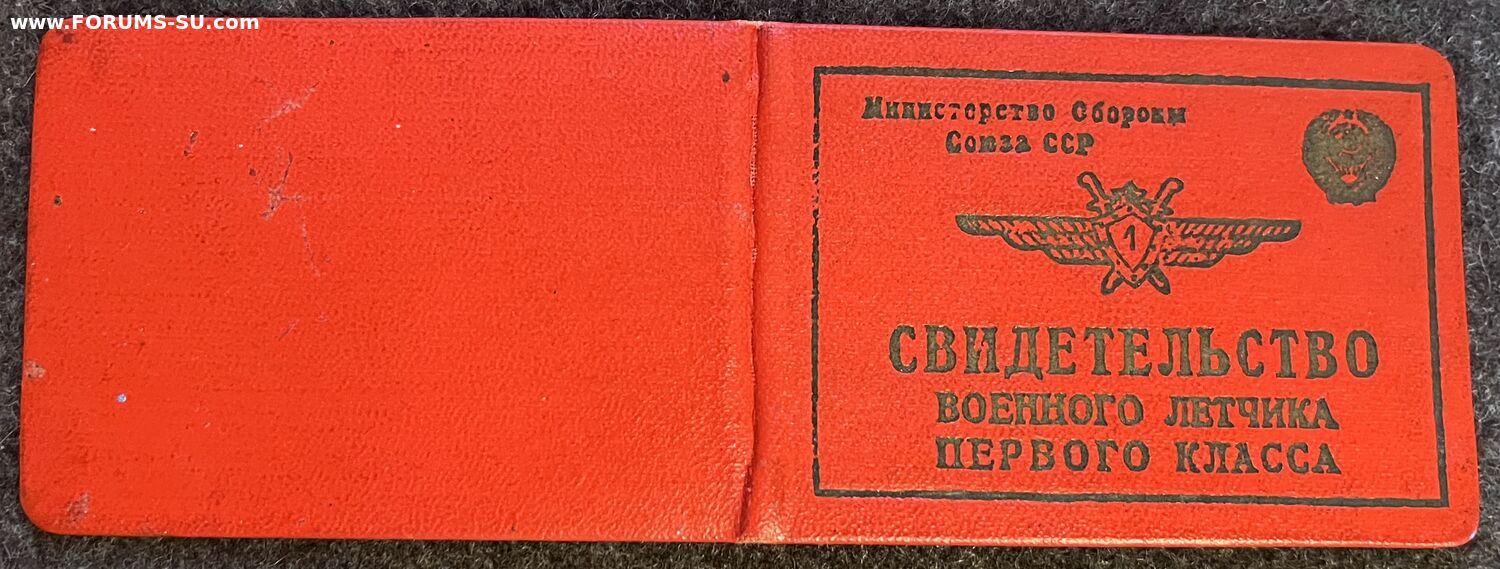 www.FORUMS-SU.com
Министерство Обороны
Союза ССР
1
СВИДЕТЕЛЬСТВО
ВОЕННОГО ЛЕТЧИКА
ПЕРВОГО КЛАССА